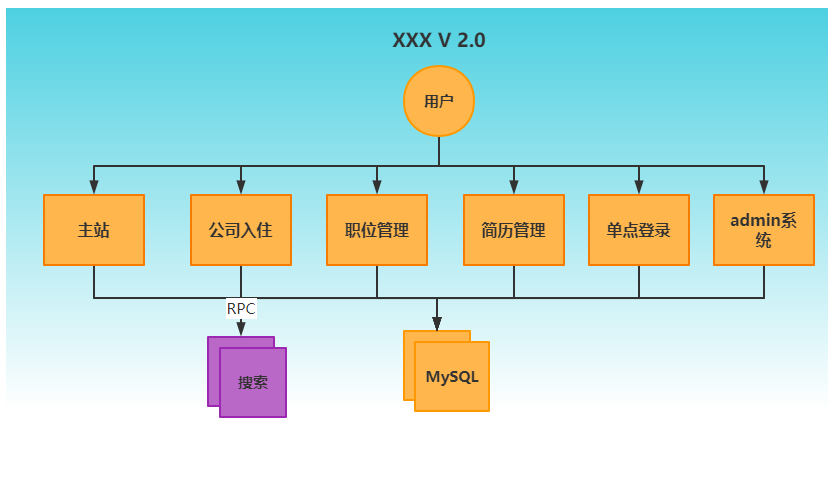 XXX V 2.0
用户
主站
公司入住
职位管理
简历管理
单点登录
admin系
统
RPC
搜索
MySQL